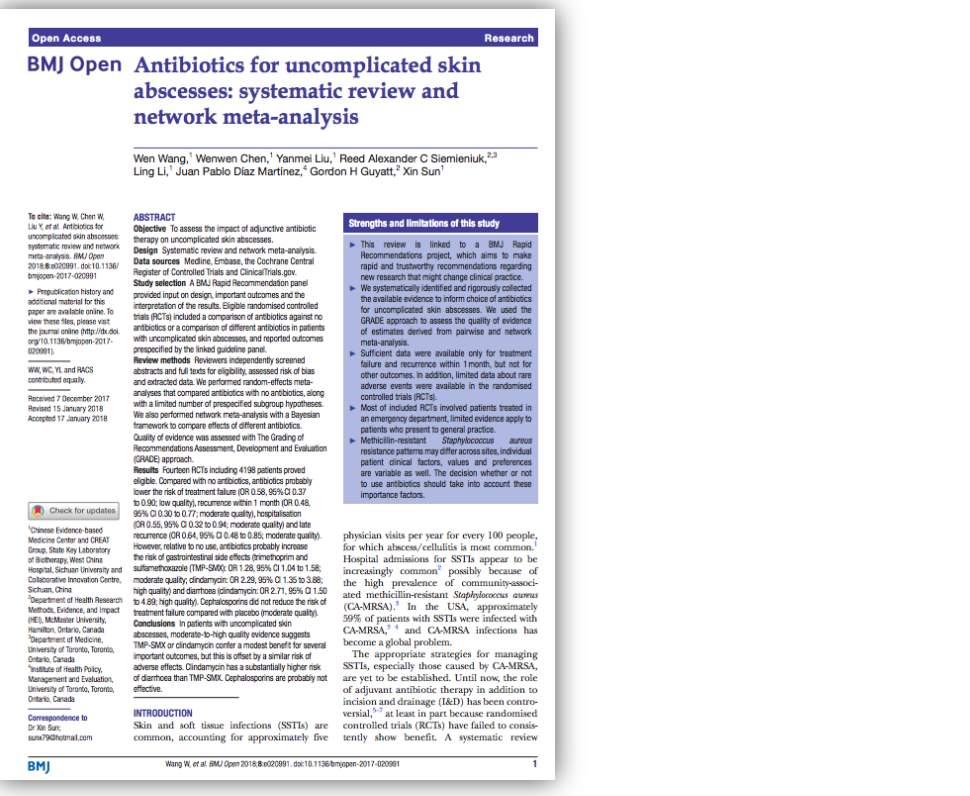 Open Access
Research
BMJ Open
Antibiotics for uncomplicated skin
abscesses: systematic review and
network meta-analysis
Wen Wang,1 Wenwen Chen,1 Yanmei Liu,1 Reed Alexander C Siemieniuk,2,3
Ling Li,1 Juan Pablo Díaz Martínez,4 Gordon H Guyatt,2 Xin Sun1
To cite: Wang W, Chen W,
Liu Y, et al. Antibiotics for
uncomplicated skin abscesses:
systematic review and network
meta-analysis. BMJ Open
2018;8:e020991. doi:10.1136/
bmjopen-2017-020991
► Prepublication history and
additional material for this
paper are available online. To
view these files, please visit
the journal online (http://dx.doi.
org/10.1136/bmjopen-2017-
020991).
WW, WC, YL and RACS
contributed equally.
Received 7 December 2017
Revised 15 January 2018
Accepted 17 January 2018
Check for updates
1Chinese Evidence-based
Medicine Center and CREAT
Group, State Key Laboratory
of Biotherapy, West China
Hospital, Sichuan University and
Collaborative Innovation Centre,
Sichuan, China
2Department of Health Research
Methods, Evidence, and Impact
(HEI), McMaster University,
Hamilton, Ontario, Canada
3Department of Medicine,
University of Toronto, Toronto,
Ontario, Canada
4Institute of Health Policy,
Management and Evaluation,
University of Toronto, Toronto,
Ontario, Canada
Correspondence to
Dr Xin Sun;
sunx79@hotmail.com
ABSTRACT
Objective To assess the impact of adjunctive antibiotic
therapy on uncomplicated skin abscesses.
Design Systematic review and network meta-analysis.
Data sources Medline, Embase, the Cochrane Central
Register of Controlled Trials and ClinicalTrials.gov.
Study selection A BMJ Rapid Recommendation panel
provided input on design, important outcomes and the
interpretation of the results. Eligible randomised controlled
trials (RCTs) included a comparison of antibiotics against no
antibiotics or a comparison of different antibiotics in patients
with uncomplicated skin abscesses, and reported outcomes
prespecified by the linked guideline panel.
Review methods Reviewers independently screened
abstracts and full texts for eligibility, assessed risk of bias
and extracted data. We performed random-effects meta-
analyses that compared antibiotics with no antibiotics, along
with a limited number of prespecified subgroup hypotheses.
We also performed network meta-analysis with a Bayesian
framework to compare effects of different antibiotics.
Quality of evidence was assessed with The Grading of
Recommendations Assessment, Development and Evaluation
(GRADE) approach.
Results Fourteen RCTs including 4198 patients proved
eligible. Compared with no antibiotics, antibiotics probably
lower the risk of treatment failure (OR 0.58, 95% CI 0.37
to 0.90; low quality), recurrence within 1 month (OR 0.48,
95% CI 0.30 to 0.77; moderate quality), hospitalisation
(OR 0.55, 95% CI 0.32 to 0.94; moderate quality) and late
recurrence (OR 0.64, 95% CI 0.48 to 0.85; moderate quality).
However, relative to no use, antibiotics probably increase
the risk of gastrointestinal side effects (trimethoprim and
sulfamethoxazole (TMP-SMX): OR 1.28, 95% CI 1.04 to 1.58;
moderate quality; clindamycin: OR 2.29, 95% CI 1.35 to 3.88;
high quality) and diarrhoea (clindamycin: OR 2.71, 95% CI 1.50
to 4.89; high quality). Cephalosporins did not reduce the risk of
treatment failure compared with placebo (moderate quality).
Conclusions In patients with uncomplicated skin
abscesses, moderate-to-high quality evidence suggests
TMP-SMX or clindamycin confer a modest benefit for several
important outcomes, but this is offset by a similar risk of
adverse effects. Clindamycin has a substantially higher risk
of diarrhoea than TMP-SMX. Cephalosporins are probably not
effective.
INTRODUCTION
Skin and soft tissue infections (SSTIs) are
common, accounting for approximately five
Strengths and limitations of this study
► This review is linked to a BMJ Rapid
Recommendations project, which aims to make
rapid and trustworthy recommendations regarding
new research that might change clinical practice.
► We systematically identified and rigorously collected
the available evidence to inform choice of antibiotics
for uncomplicated skin abscesses. We used the
GRADE approach to assess the quality of evidence
of estimates derived from pairwise and network
meta-analysis.
► Sufficient data were available only for treatment
failure and recurrence within 1 month, but not for
other outcomes. In addition, limited data about rare
adverse events were available in the randomised
controlled trials (RCTs).
► Most of included RCTs involved patients treated in
an emergency department, limited evidence apply to
patients who present to general practice.
► Methicillin-resistant Staphylococcus aureus
resistance patterns may differ across sites, individual
patient clinical factors, values and preferences
are variable as well. The decision whether or not
to use antibiotics should take into account these
importance factors.
physician visits per year for every 100 people,
for which abscess/cellulitis is most common.1
Hospital admissions for SSTIs appear to be
increasingly common2 possibly because of
the high prevalence of community-associ-
ated methicillin-resistant Staphylococcus aureus
(CA-MRSA).3 In the USA, approximately
59% of patients with SSTIs were infected with
CA-MRSA,3 4 and CA-MRSA infections has
become a global problem.
The appropriate strategies for managing
SSTIs, especially those caused by CA-MRSA,
are yet to be established. Until now, the role
of adjuvant antibiotic therapy in addition to
incision and drainage (I&D) has been contro-
versial,5–7 at least in part because randomised
controlled trials (RCTs) have failed to consis-
tently show benefit. A systematic review
BMJ
Wang W, et al. BMJ Open 2018;8:e020991. doi:10.1136/bmjopen-2017-020991
1